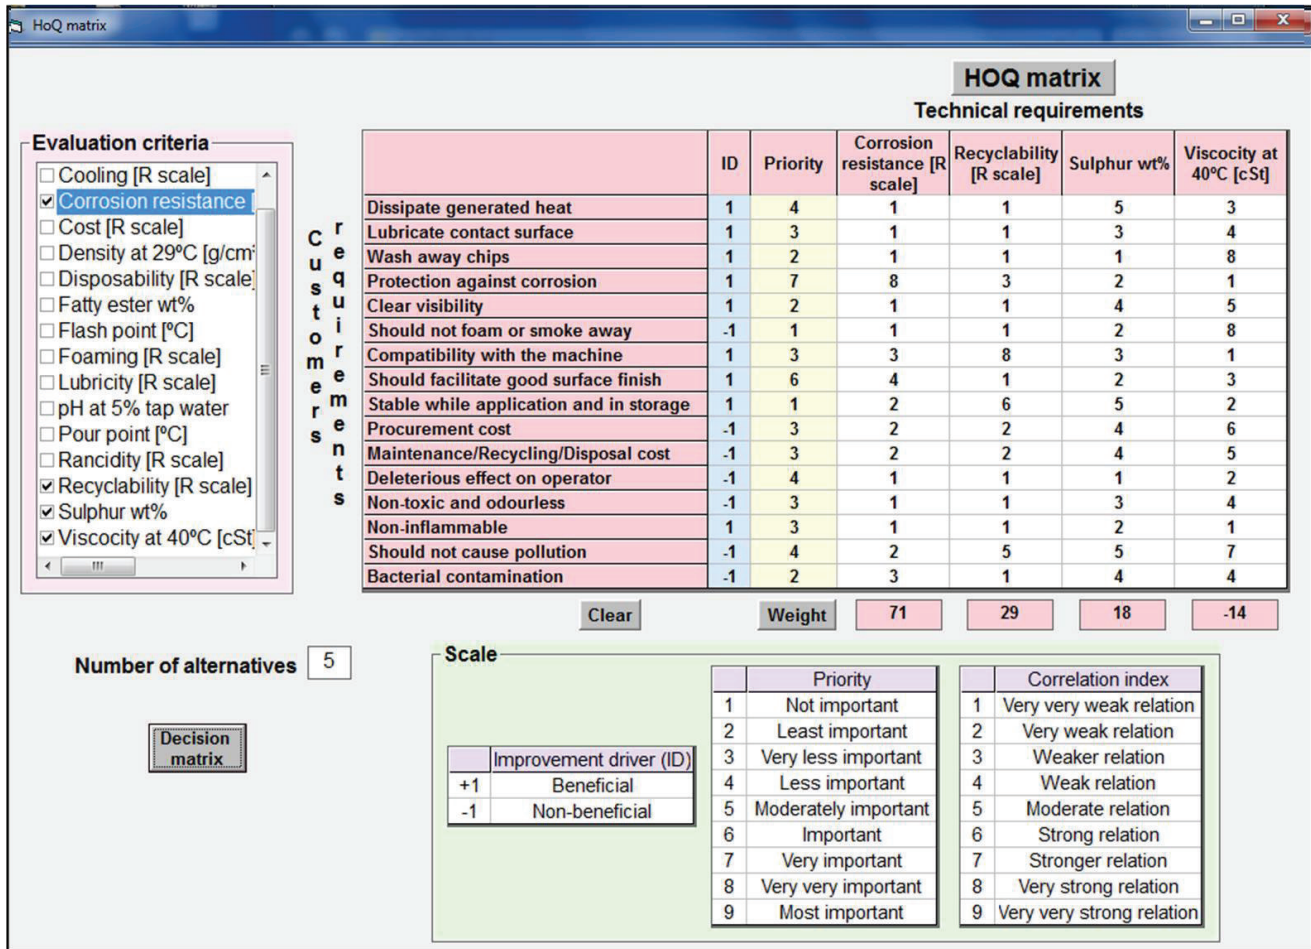 HoQ matrix
HOQ matrix
Technical requirements
Evaluation criteria
Cooling [R scale]
Corrosion resistance [
Cost [R scale]
Density at 29ºC [g/cm³
Disposability [R scale]
Fatty ester wt%
Flash point [ºC]
Foaming [R scale]
Lubricity [R scale]
pH at 5% tap water
Pour point [ºC]
Rancidity [R scale]
Recyclability [R scale]
Sulphur wt%
Viscocity at 40ºC [cSt]
Customers
requirements
ID Priority Corrosion resistance [R scale] Recyclability [R scale] Sulphur wt% Viscocity at 40ºC [cSt]
Dissipate generated heat 1 4 1 1 5 3
Lubricate contact surface 1 3 1 1 3 4
Wash away chips 1 2 1 1 1 8
Protection against corrosion 1 7 8 3 2 1
Clear visibility 1 2 1 1 4 5
Should not foam or smoke away -1 1 1 1 2 8
Compatibility with the machine 1 3 3 8 3 1
Should facilitate good surface finish 1 6 4 1 2 3
Stable while application and in storage 1 1 2 6 5 2
Procurement cost -1 3 2 2 4 6
Maintenance/Recycling/Disposal cost -1 3 2 2 4 5
Deleterious effect on operator -1 4 1 1 1 2
Non-toxic and odourless -1 3 1 1 3 4
Non-inflammable 1 3 1 1 2 1
Should not cause pollution -1 4 2 5 5 7
Bacterial contamination -1 2 3 1 4 4
Clear Weight 71 29 18 -14
Number of alternatives 5
Decision
matrix
Scale
Improvement driver (ID)
+1 Beneficial
-1 Non-beneficial
Priority
1 Not important
2 Least important
3 Very less important
4 Less important
5 Moderately important
6 Important
7 Very important
8 Very very important
9 Most important
Correlation index
1 Very very weak relation
2 Very weak relation
3 Weaker relation
4 Weak relation
5 Moderate relation
6 Strong relation
7 Stronger relation
8 Very strong relation
9 Very very strong relation